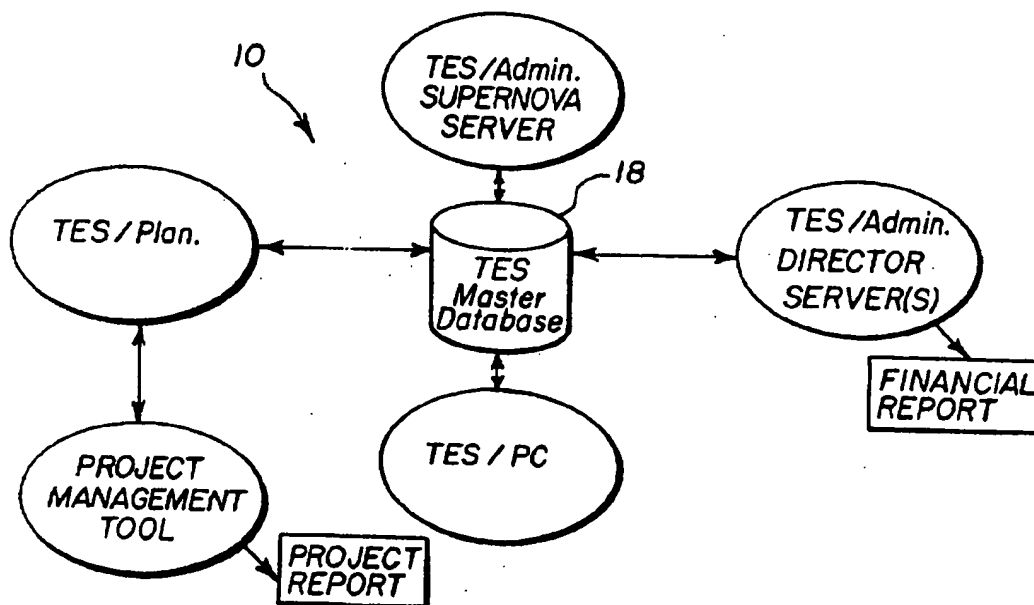 10
TES/Admin.
SUPERNOVA
SERVER
18
TES/Plan.
TES
Master
Database
TES/Admin.
DIRECTOR
SERVER(S)
FINANCIAL
REPORT
TES/PC
PROJECT
MANAGEMENT
TOOL
PROJECT
REPORT